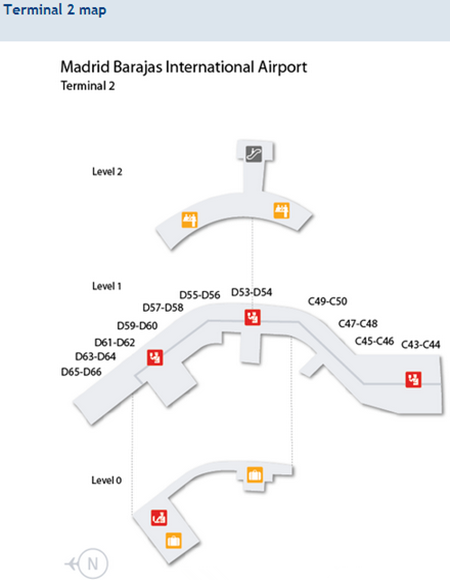 Terminal 2 map
Madrid Barajas International Airport
Terminal 2
Level 2
Level 1
D53-D54
D55-D56
C49-C50
D57-D58
D59-D60
C47-C48
D61-D62
C45-C46
C43-C44
D63-D64
D65-D66
Level 0
N